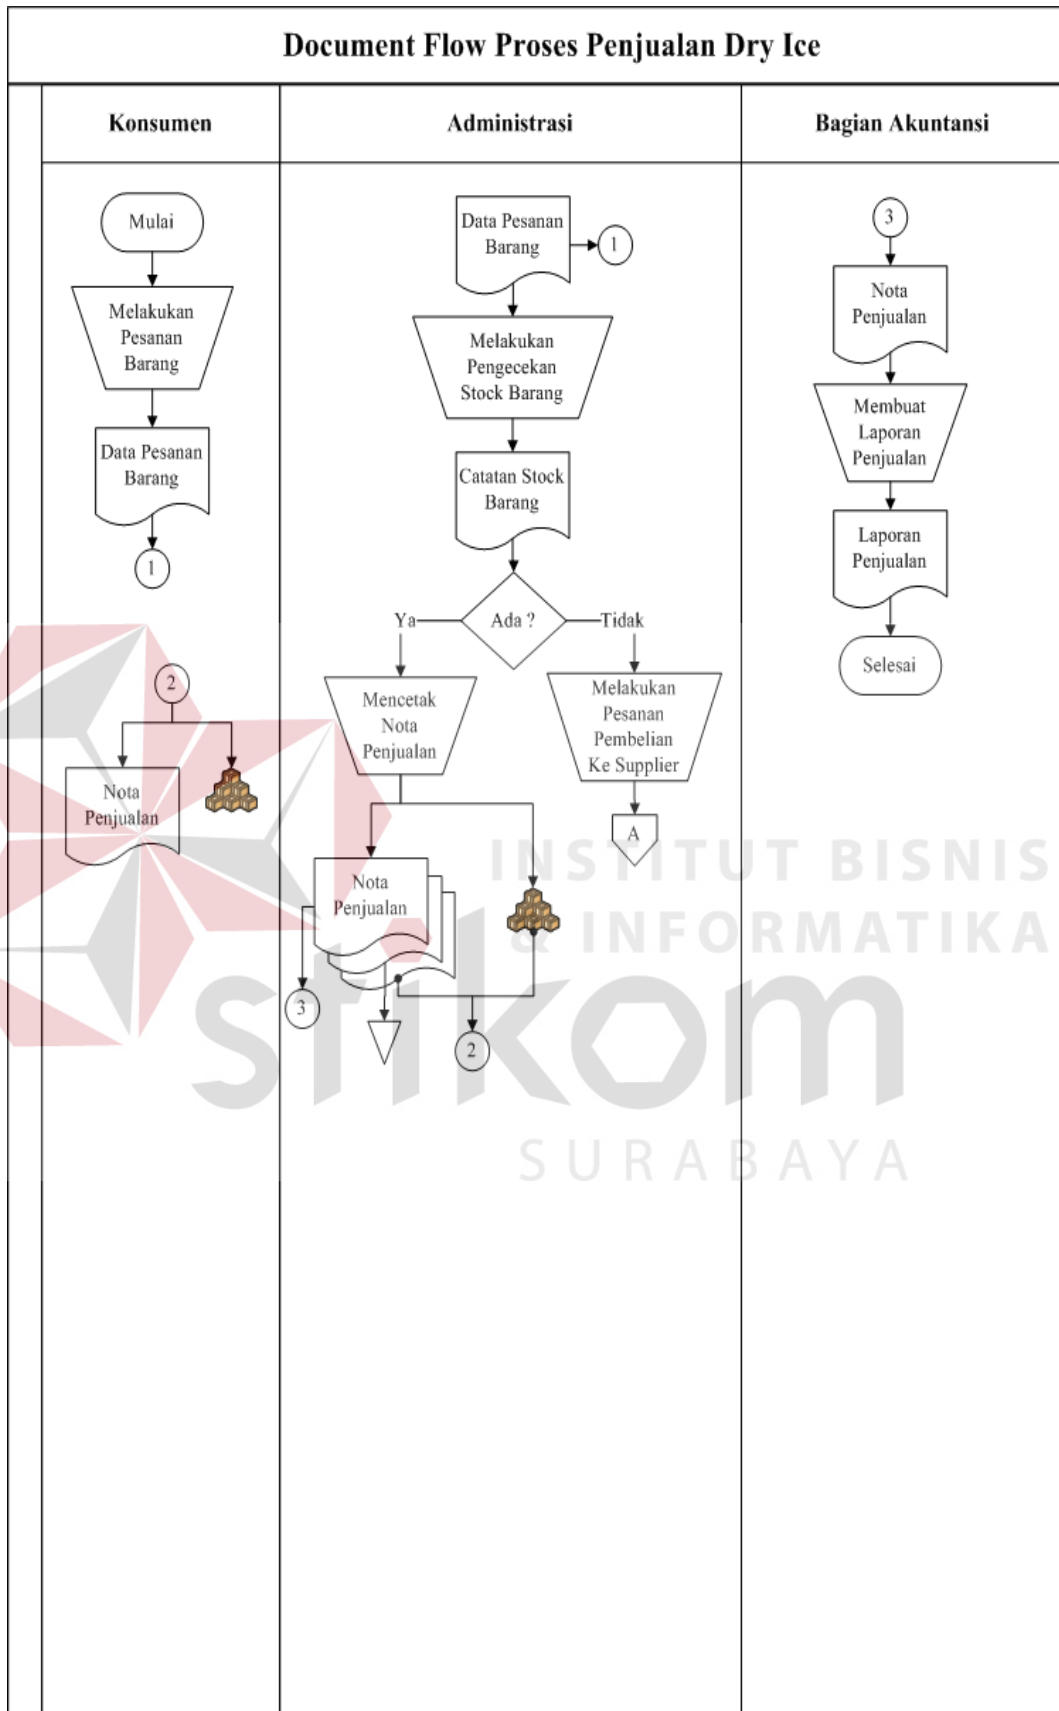 Document Flow Proses Penjualan Dry Ice
Konsumen
Administrasi
Bagian Akuntansi
Mulai
Melakukan
Pesanan
Barang
Data Pesanan
Barang
1
2
Nota
Penjualan
Data Pesanan
Barang
1
Melakukan
Pengecekan
Stock Barang
Catatan Stock
Barang
Ada ?
Ya
Tidak
Mencetak
Nota
Penjualan
Melakukan
Pesanan
Pembelian
Ke Supplier
A
Nota
Penjualan
3
2
3
Nota
Penjualan
Membuat
Laporan
Penjualan
Laporan
Penjualan
Selesai
INSTITUT BISNIS
& INFORMATIKA
stikom
SURABAYA